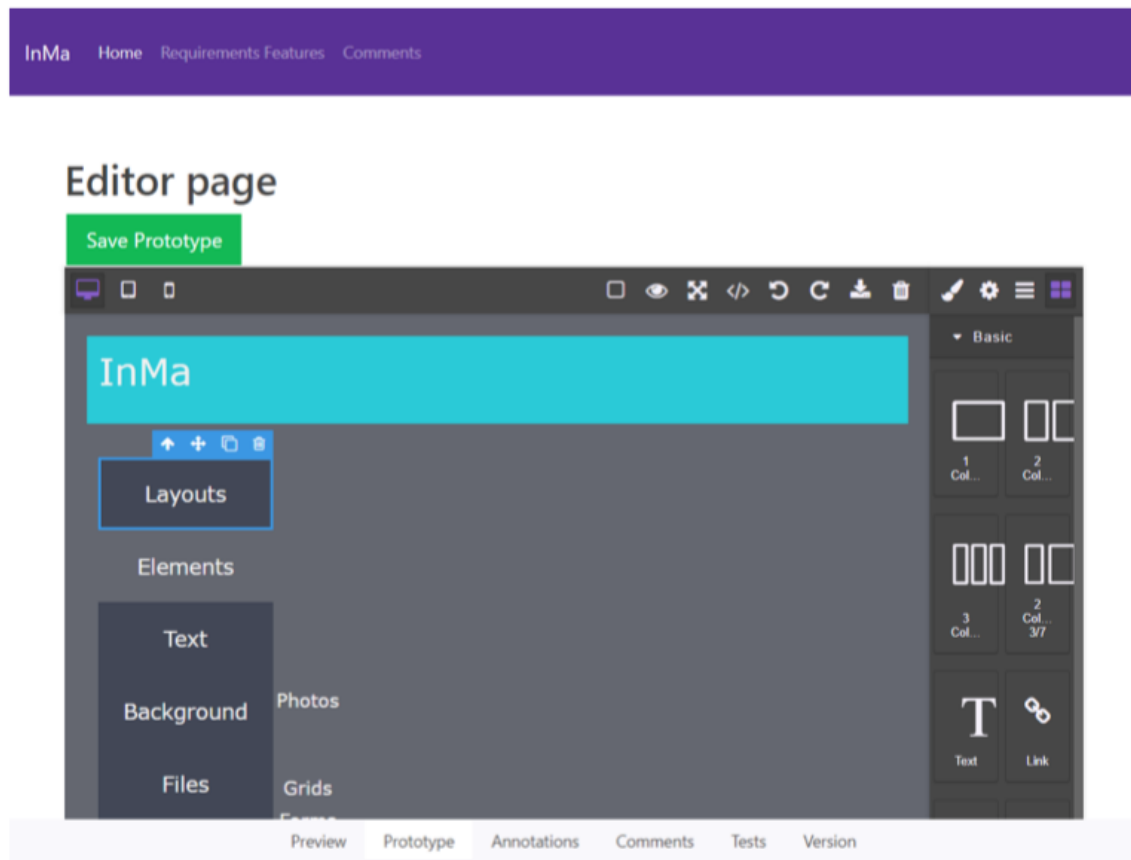 InMa Home Requirements Features Comments
Editor page
Save Prototype
Basic
InMa
1
Col...
2
Col...
Layouts
Elements
3
Col...
2
Col...
3/7
Text
Background
Photos
Text
Link
Files
Grids
Forms
Preview Prototype Annotations Comments Tests Version